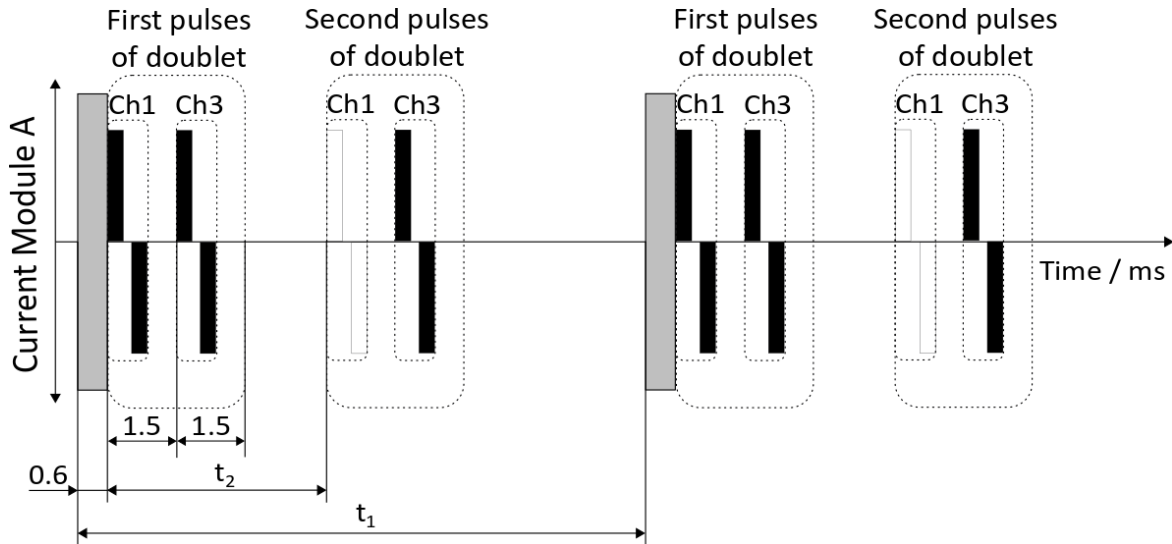 First pulses
of doublet
Second pulses
of doublet
First pulses
of doublet
Second pulses
of doublet
Ch1
Ch3
Ch1
Ch3
Ch1
Ch3
Ch1
Ch3
Current Module A
Time / ms
1.5
1.5
0.6
t₂
t₁